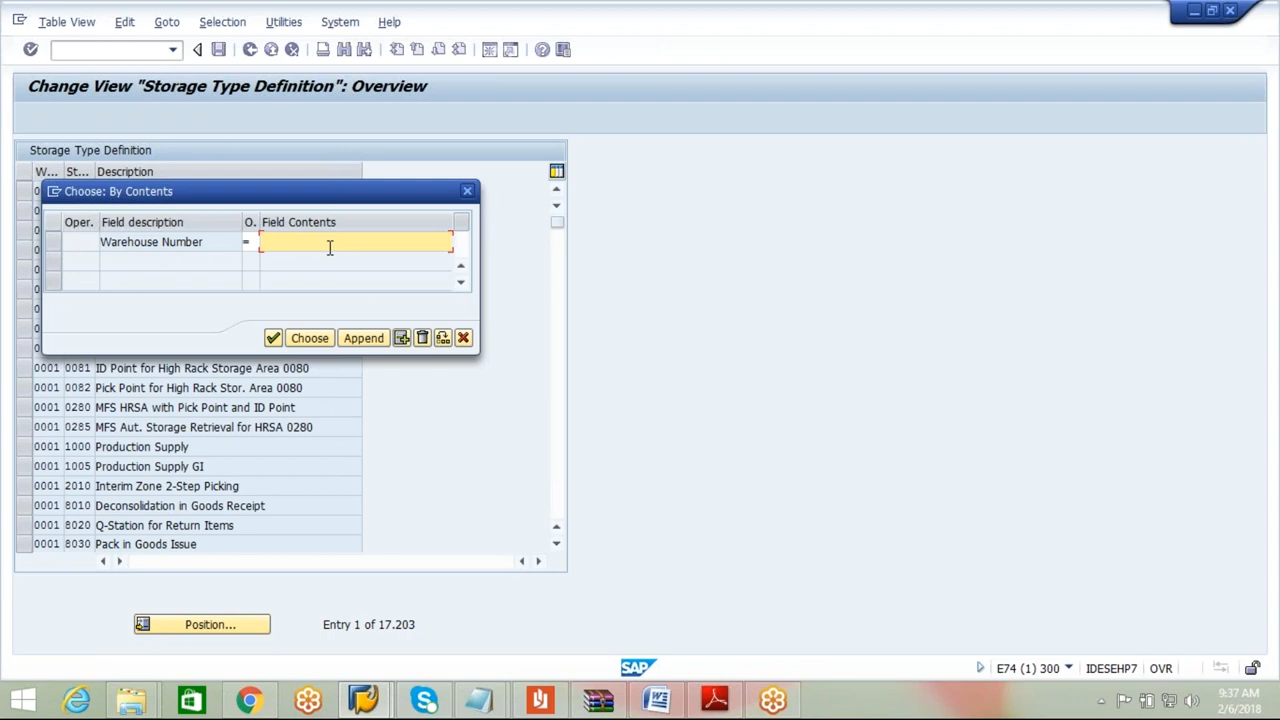 Table View Edit Goto Selection Utilities System Help
Change View "Storage Type Definition": Overview
Storage Type Definition
W... St... Description
Choose: By Contents
Oper. Field description O. Field Contents
Warehouse Number =
Choose Append
0001 0081 ID Point for High Rack Storage Area 0080
0001 0082 Pick Point for High Rack Stor. Area 0080
0001 0280 MFS HRSA with Pick Point and ID Point
0001 0285 MFS Aut. Storage Retrieval for HRSA 0280
0001 1000 Production Supply
0001 1005 Production Supply GI
0001 2010 Interim Zone 2-Step Picking
0001 8010 Deconsolidation in Goods Receipt
0001 8020 Q-Station for Return Items
0001 8030 Pack in Goods Issue
Position... Entry 1 of 17.203
SAP E74 (1) 300 IDESEHP7 OVR
9:37 AM
2/6/2018